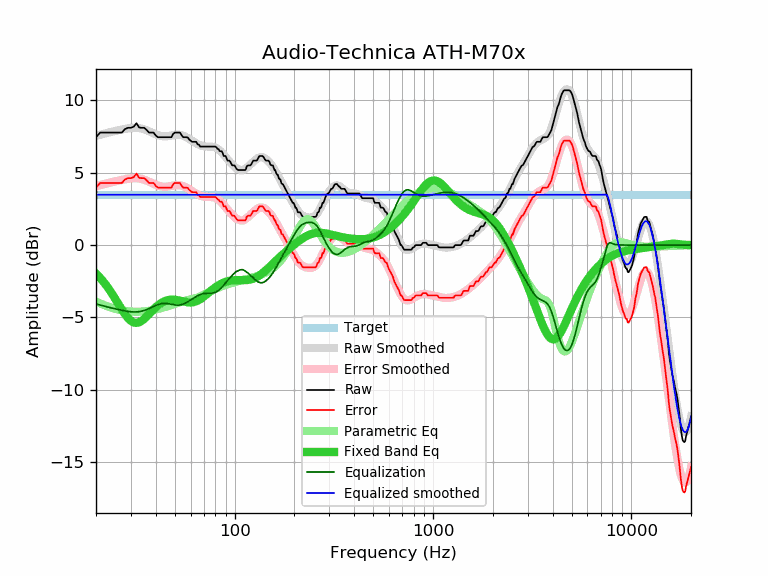 Audio-Technica ATH-M70x
Amplitude (dBr)
10
5
0
−5
−10
−15
Target
Raw Smoothed
Error Smoothed
Raw
Error
Parametric Eq
Fixed Band Eq
Equalization
Equalized smoothed
100
1000
10000
Frequency (Hz)